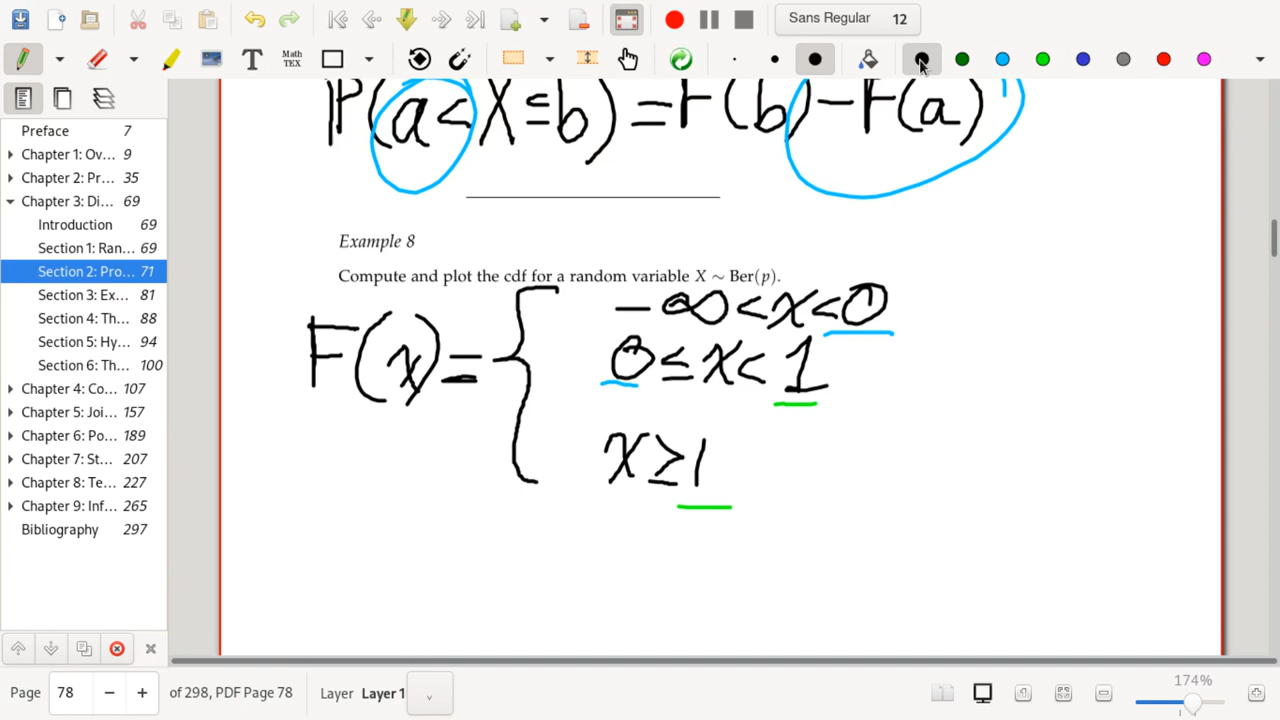 Sans Regular 12
T Math TEX
Preface 7
Chapter 1: Ov... 9
Chapter 2: Pr... 35
Chapter 3: Di... 69
Introduction 69
Section 1: Ran... 69
Section 2: Pro... 71
Section 3: Ex... 81
Section 4: Th... 88
Section 5: Hy... 94
Section 6: Th... 100
Chapter 4: Co... 107
Chapter 5: Joi... 157
Chapter 6: Po... 189
Chapter 7: St... 207
Chapter 8: Te... 227
Chapter 9: Inf... 265
Bibliography 297
P(a<X≤b)=F(b)-F(a)
Example 8
Compute and plot the cdf for a random variable X ∼ Ber(p).
F(x)= {
-∞<x<0
0≤x<1
x≥1
Page 78 − + of 298, PDF Page 78 Layer Layer 1 174%